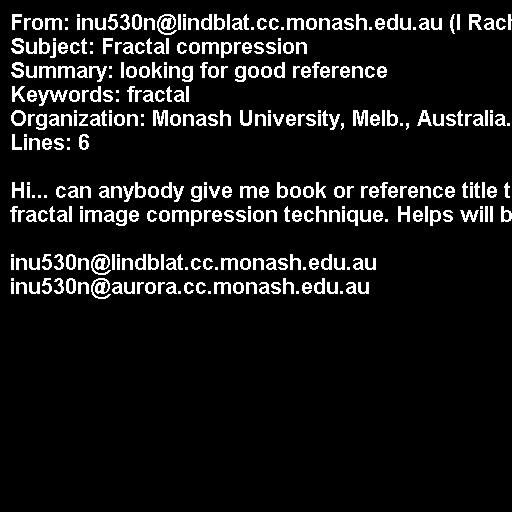 From: inu530n@lindblat.cc.monash.edu.au (I
Subject: Fractal compression
Summary: looking for good reference
Keywords: fractal
Organization: Monash University, Melb., Australia.
Lines: 6
Hi... can anybody give me book or reference title
fractal image compression technique. Helps will
inu530n@lindblat.cc.monash.edu.au
inu530n@aurora.cc.monash.edu.au